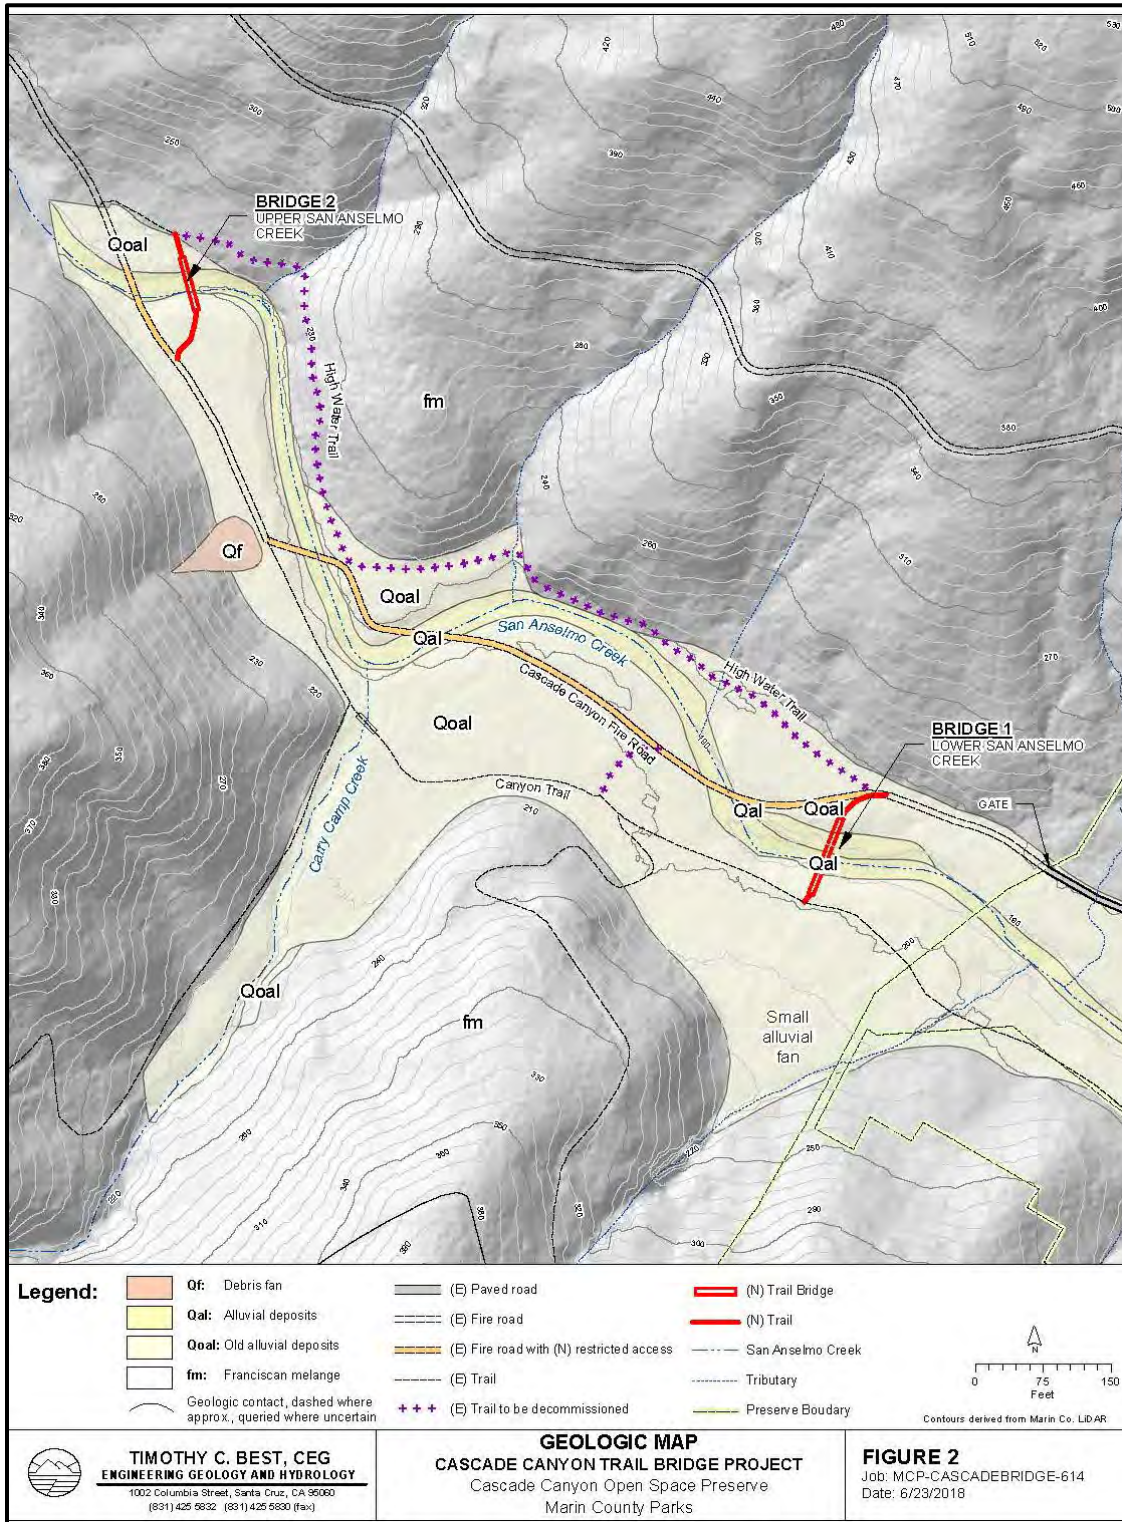 BRIDGE 2
UPPER SAN ANSELMO
CREEK
Qoal
High Water Trail
fm
Qf
Qoal
Qal
San Anselmo Creek
Cascade Canyon Fire Road
High Water Trail
Qoal
BRIDGE 1
LOWER SAN ANSELMO
CREEK
Canyon Trail
Carry Camp Creek
Qal
Qoal
GATE
Qal
Qoal
fm
Small
alluvial
fan
Legend:
Qf: Debris fan
Qal: Alluvial deposits
Qoal: Old alluvial deposits
fm: Franciscan melange
Geologic contact, dashed where
approx., queried where uncertain
(E) Paved road
(E) Fire road
(E) Fire road with (N) restricted access
(E) Trail
(E) Trail to be decommissioned
(N) Trail Bridge
(N) Trail
San Anselmo Creek
Tributary
Preserve Boudary
N
0 75 150
Feet
Contours derived from Marin Co. LiDAR
TIMOTHY C. BEST, CEG
ENGINEERING GEOLOGY AND HYDROLOGY
1002 Columbia Street, Santa Cruz, CA 95060
(831) 425 5832 (831) 425 5830 (fax)
GEOLOGIC MAP
CASCADE CANYON TRAIL BRIDGE PROJECT
Cascade Canyon Open Space Preserve
Marin County Parks
FIGURE 2
Job: MCP-CASCADEBRIDGE-614
Date: 6/23/2018